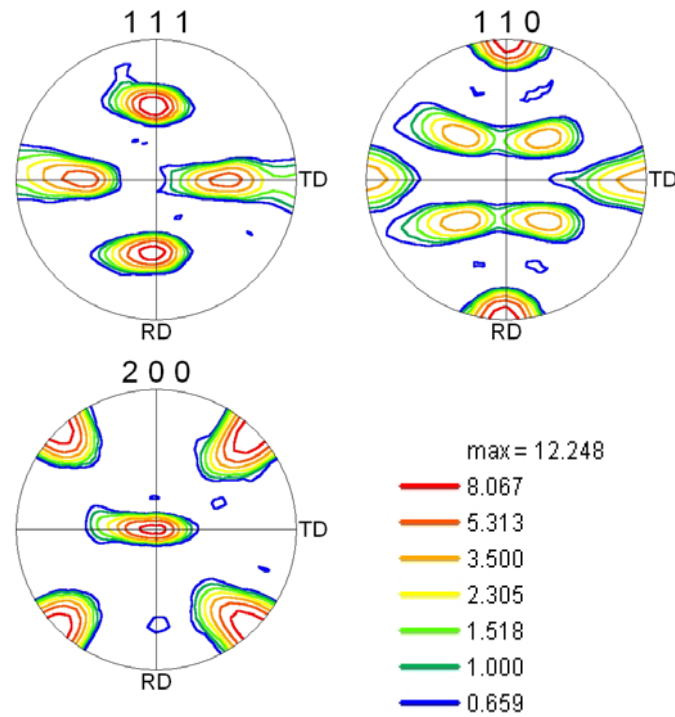 1 1 1
TD
RD
1 1 0
TD
RD
2 0 0
TD
RD
max = 12.248
8.067
5.313
3.500
2.305
1.518
1.000
0.659